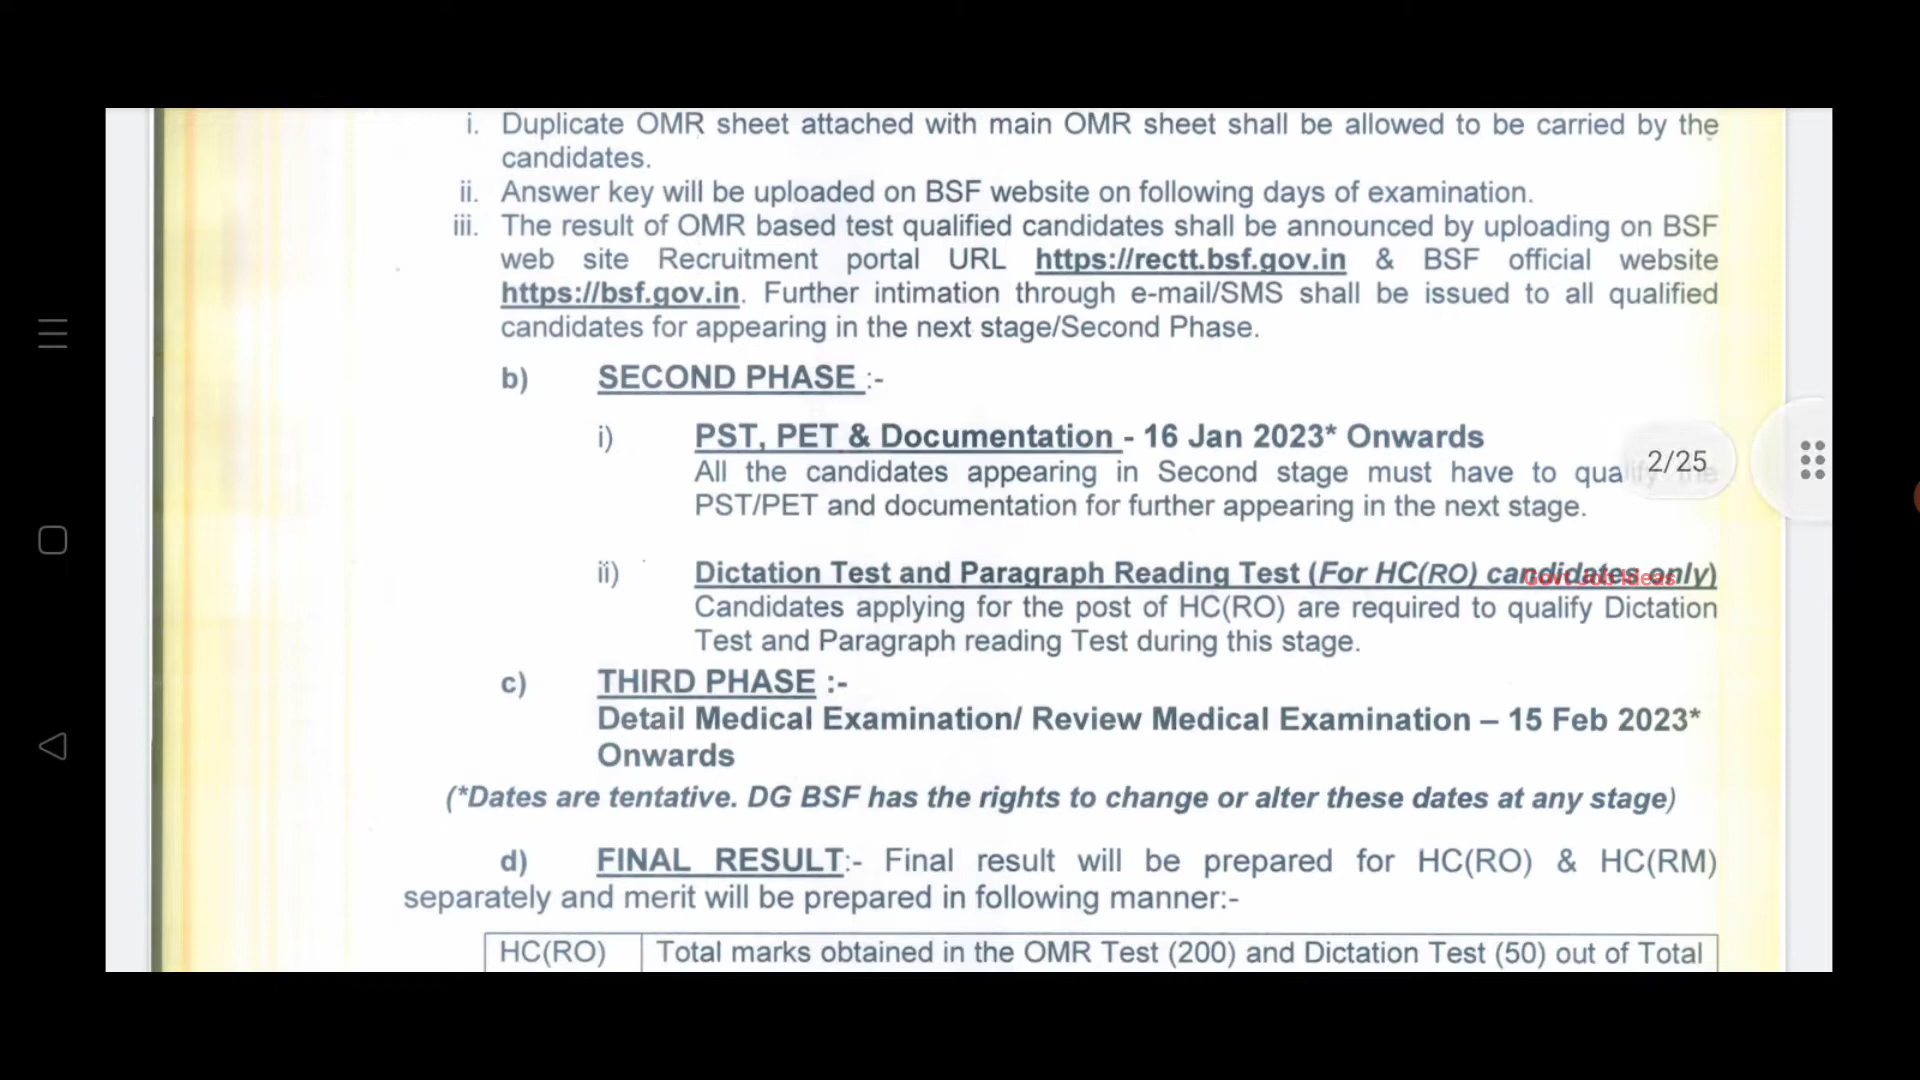 i. Duplicate OMR sheet attached with main OMR sheet shall be allowed to be carried by the
candidates.
ii. Answer key will be uploaded on BSF website on following days of examination.
iii. The result of OMR based test qualified candidates shall be announced by uploading on BSF
web site Recruitment portal URL https://rectt.bsf.gov.in & BSF official website
https://bsf.gov.in. Further intimation through e-mail/SMS shall be issued to all qualified
candidates for appearing in the next stage/Second Phase.
b) SECOND PHASE :-
i) PST, PET & Documentation - 16 Jan 2023* Onwards
All the candidates appearing in Second stage must have to qualify the
2/25
PST/PET and documentation for further appearing in the next stage.
ii) Dictation Test and Paragraph Reading Test (For HC(RO) candidates only)
Govt Job Ideas
Candidates applying for the post of HC(RO) are required to qualify Dictation
Test and Paragraph reading Test during this stage.
c) THIRD PHASE :-
Detail Medical Examination/ Review Medical Examination – 15 Feb 2023*
Onwards
(*Dates are tentative. DG BSF has the rights to change or alter these dates at any stage)
d) FINAL RESULT:- Final result will be prepared for HC(RO) & HC(RM)
separately and merit will be prepared in following manner:-
HC(RO) Total marks obtained in the OMR Test (200) and Dictation Test (50) out of Total